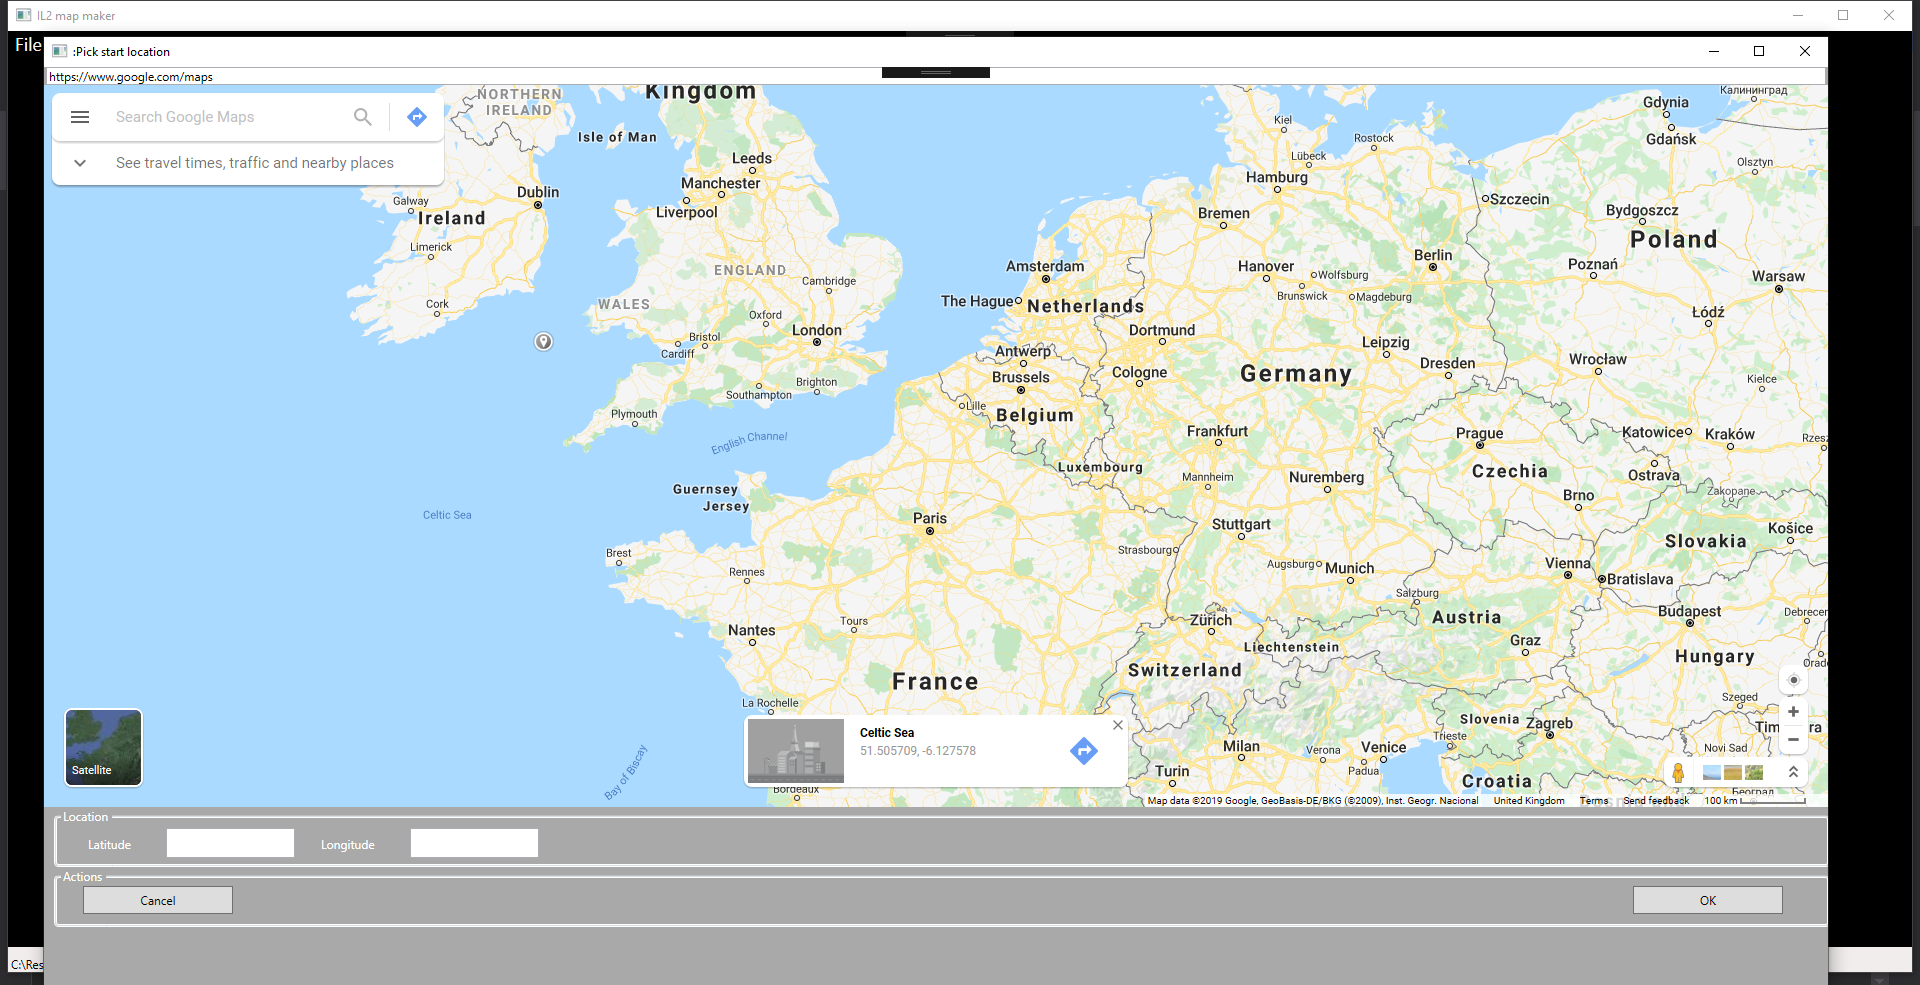 IL2 map maker
File
:Pick start location
https://www.google.com/maps
Search Google Maps
See travel times, traffic and nearby places
NORTHERN
IRELAND
Kingdom
Isle of Man
Leeds
Manchester
Liverpool
Dublin
Galway
Ireland
Limerick
Cork
ENGLAND
WALES
Cambridge
Oxford
London
Bristol
Cardiff
Brighton
Southampton
Plymouth
English Channel
Guernsey
Jersey
Celtic Sea
Brest
Rennes
Paris
Nantes
Tours
France
La Rochelle
Bordeaux
Bay of Biscay
Kiel
Rostock
Lübeck
Hamburg
Bremen
Amsterdam
The Hague
Netherlands
Hanover
Wolfsburg
Brunswick
Magdeburg
Berlin
Dortmund
Antwerp
Brussels
Lille
Belgium
Cologne
Germany
Leipzig
Dresden
Frankfurt
Luxembourg
Mannheim
Nuremberg
Stuttgart
Strasbourg
Augsburg
Munich
Salzburg
Zürich
Liechtenstein
Switzerland
Milan
Turin
Verona
Venice
Padua
Калининград
Gdynia
Gdańsk
Olsztyn
Szczecin
Bydgoszcz
Poland
Poznań
Warsaw
Łódź
Wrocław
Kielce
Prague
Katowice
Kraków
Rzesz
Czechia
Ostrava
Brno
Zakopane
Košice
Slovakia
Vienna
Bratislava
Austria
Budapest
Debrecen
Graz
Hungary
Orade
Szeged
Slovenia
Zagreb
Trieste
Novi Sad
Croatia
Celtic Sea
51.505709, -6.127578
Satellite
Map data ©2019 Google, GeoBasis-DE/BKG (©2009), Inst. Geogr. Nacional
United Kingdom
Terms
Send feedback
100 km
Location
Latitude
Longitude
Actions
Cancel
OK
C:\Res